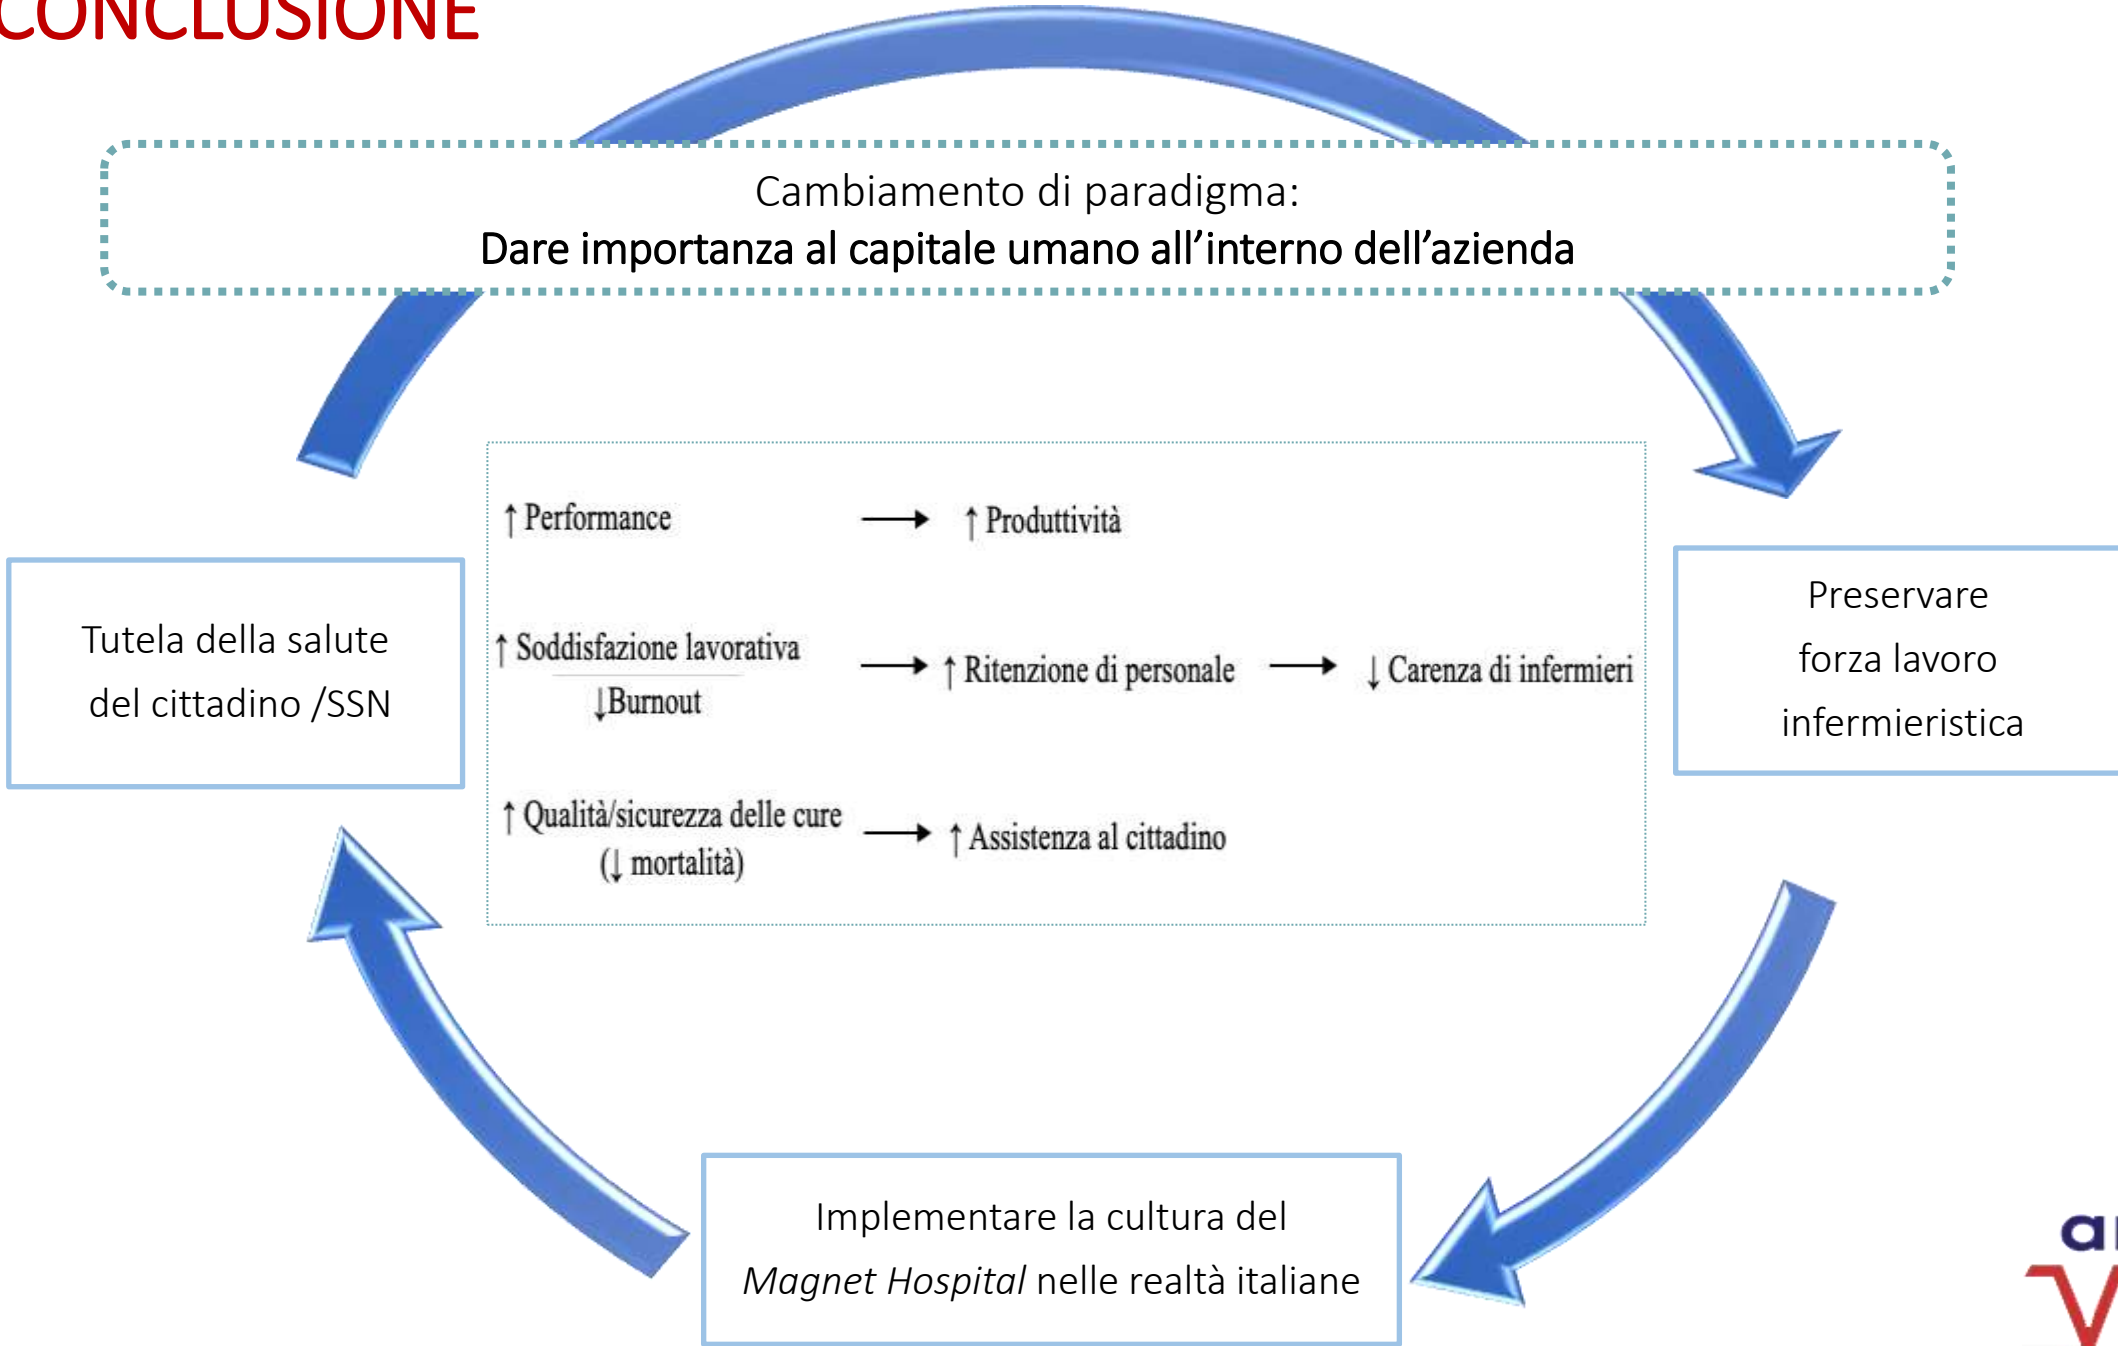 CONCLUSIONE
Cambiamento di paradigma:
Dare importanza al capitale umano all’interno dell’azienda
↑ Performance → ↑ Produttività
↑ Soddisfazione lavorativa
↓Burnout
→ ↑ Ritenzione di personale → ↓ Carenza di infermieri
↑ Qualità/sicurezza delle cure
(↓ mortalità)
→ ↑ Assistenza al cittadino
Tutela della salute
del cittadino /SSN
Preservare
forza lavoro
infermieristica
Implementare la cultura del
Magnet Hospital nelle realtà italiane